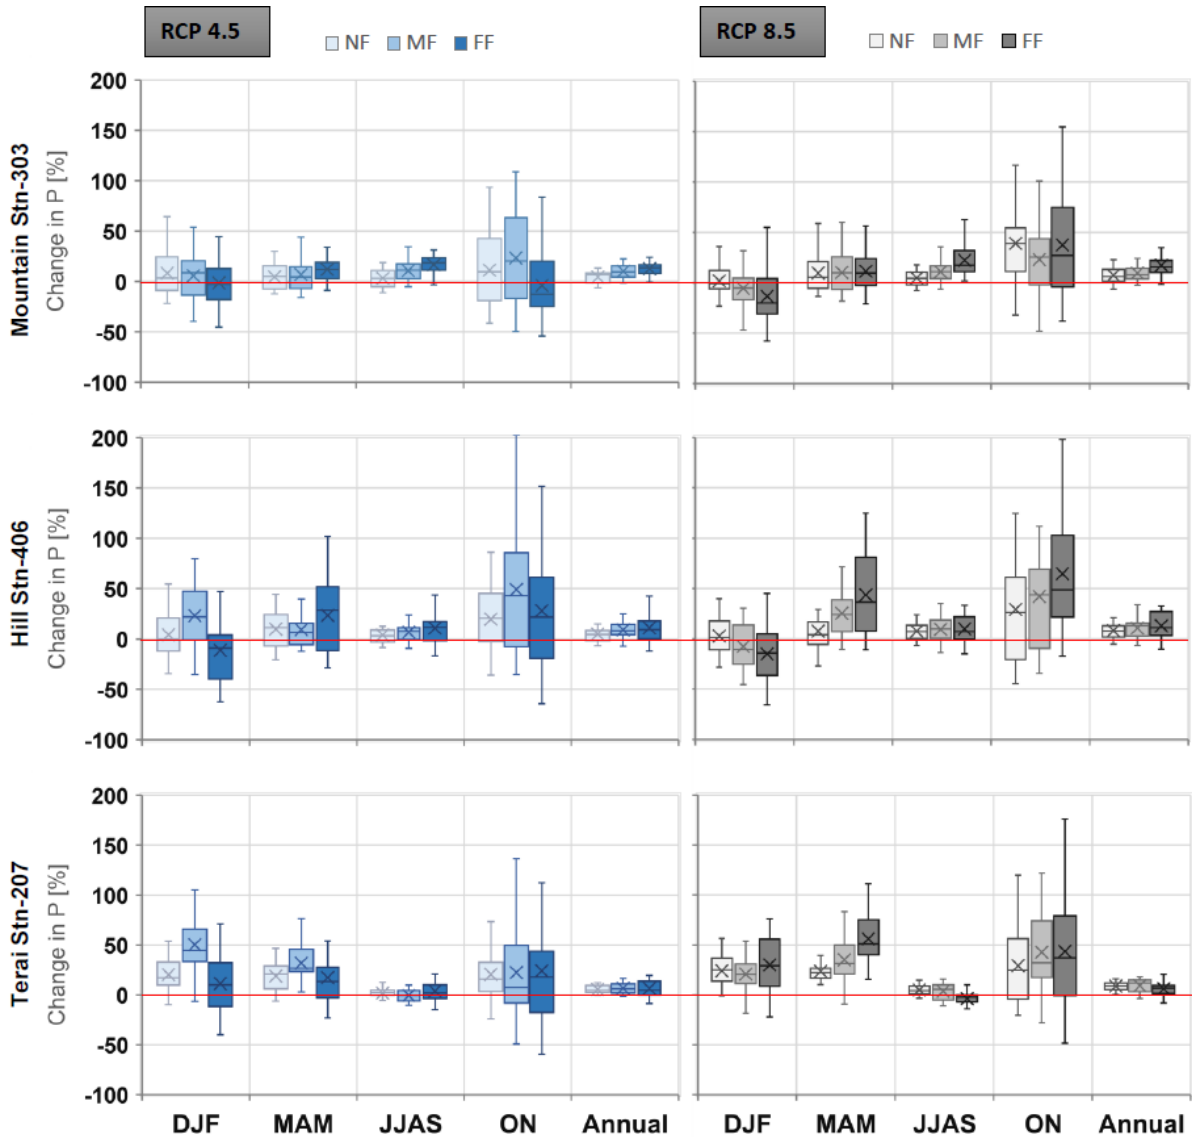 RCP 4.5
NF MF FF
RCP 8.5
NF MF FF
Mountain Stn-303
Change in P [%]
200
150
100
50
0
-50
-100
Hill Stn-406
Change in P [%]
200
150
100
50
0
-50
-100
Terai Stn-207
Change in P [%]
200
150
100
50
0
-50
-100
DJF MAM JJAS ON Annual
DJF MAM JJAS ON Annual